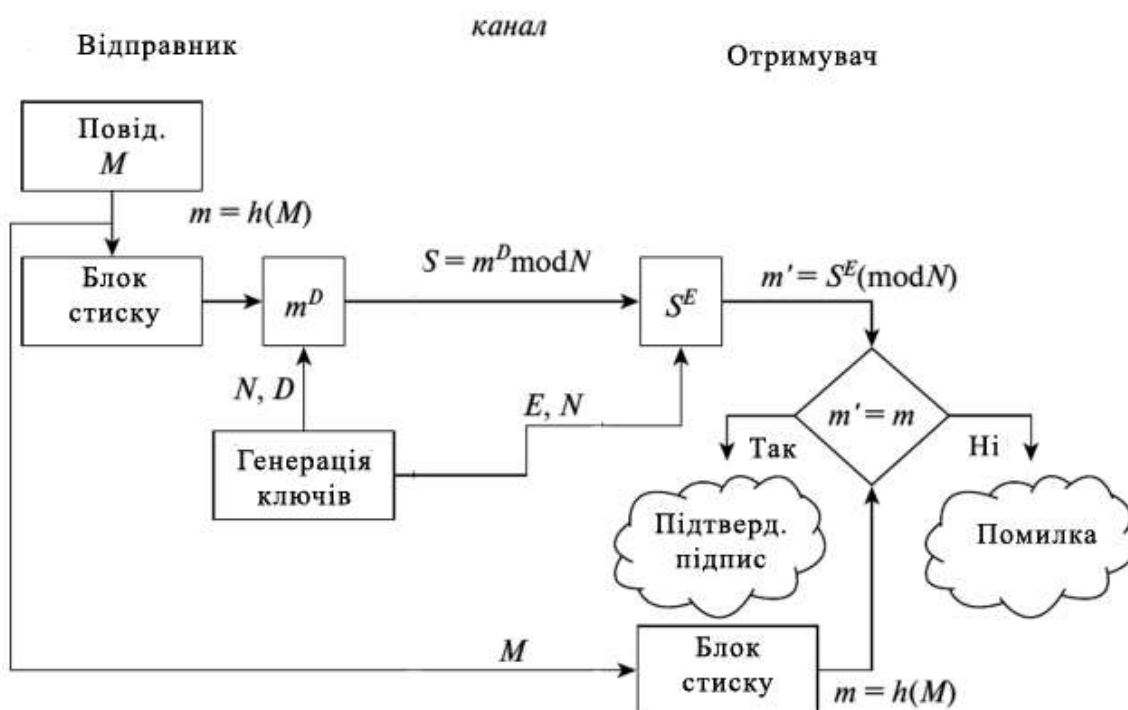 канал
Відправник
Отримувач
Повід.
M
m = h(M)
Блок
стиску
m^D
S = m^D mod N
S^E
m' = S^E(mod N)
N, D
E, N
m' = m
Так
Ні
Генерація
ключів
Підтверд.
підпис
Помилка
M
Блок
стиску
m = h(M)